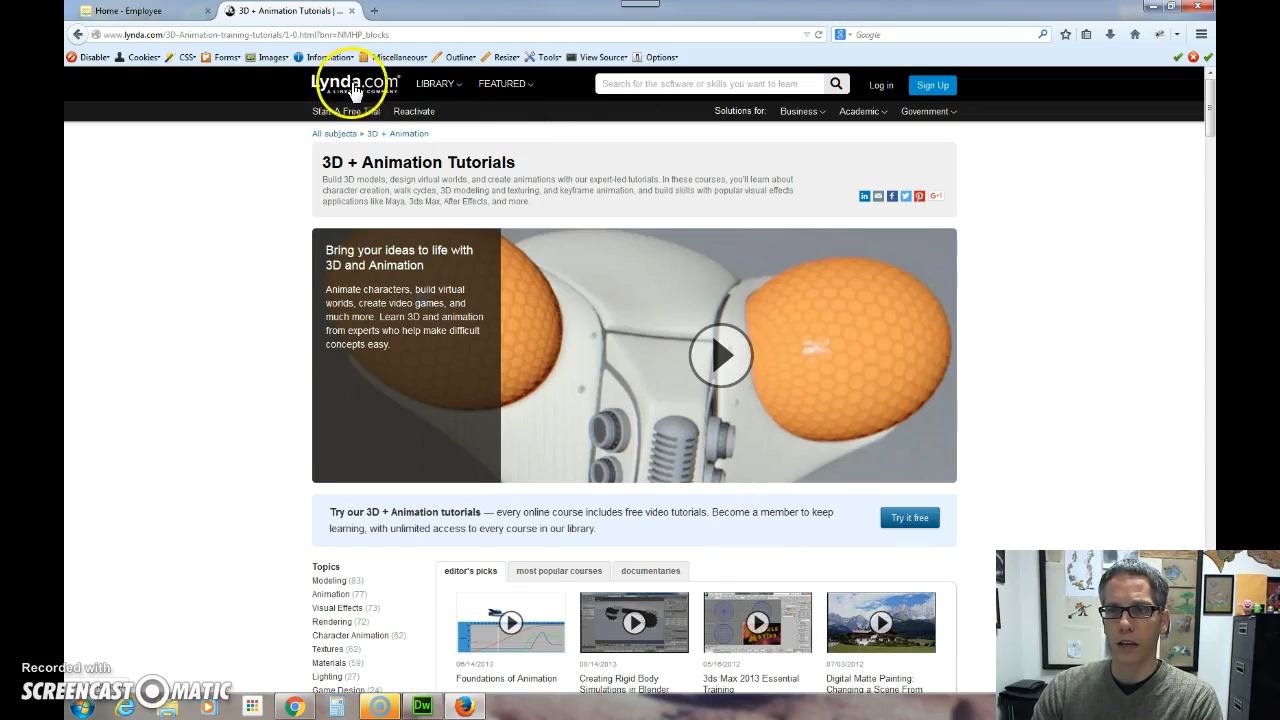 Home - Employee
3D + Animation Tutorials | ...
www.lynda.com/3D-Animation-training-tutorials/1-0.html?bnr=NMHP_blocks
Google
Disable Cookies CSS Forms Images Information Miscellaneous Outline Resize Tools View Source Options
Lynda.com
A LINKEDIN COMPANY
LIBRARY
FEATURED
Search for the software or skills you want to learn
Log in
Sign Up
Start A Free Trial
Reactivate
Solutions for:
Business
Academic
Government
All subjects » 3D + Animation
3D + Animation Tutorials
Build 3D models, design virtual worlds, and create animations with our expert-led tutorials. In these courses, you'll learn about
character creation, walk cycles, 3D modeling and texturing, and keyframe animation, and build skills with popular visual effects
applications like Maya, 3ds Max, After Effects, and more.
in
G+1
Bring your ideas to life with
3D and Animation
Animate characters, build virtual
worlds, create video games, and
much more. Learn 3D and animation
from experts who help make difficult
concepts easy.
Try our 3D + Animation tutorials — every online course includes free video tutorials. Become a member to keep
learning, with unlimited access to every course in our library.
Try it free
Topics
Modeling (83)
Animation (77)
Visual Effects (73)
Rendering (72)
Character Animation (62)
Textures (62)
Materials (59)
Lighting (27)
Game Design (24)
editor's picks
most popular courses
documentaries
06/14/2013
Foundations of Animation
08/14/2013
Creating Rigid Body
Simulations in Blender
05/16/2012
3ds Max 2013 Essential
Training
07/03/2012
Digital Matte Painting:
Changing a Scene From
Recorded with
SCREENCAST O MATIC
Dw